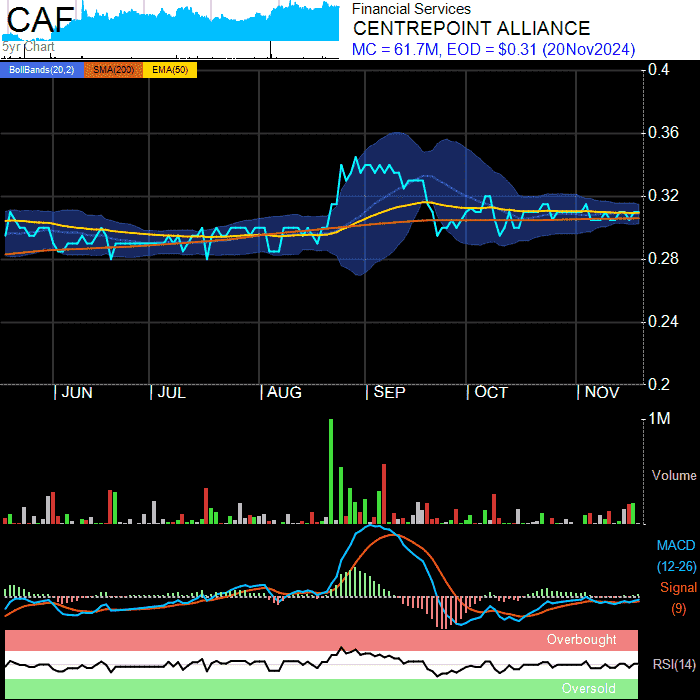 CAF
5yr Chart
Financial Services
CENTREPOINT ALLIANCE
MC = 61.7M, EOD = $0.31 (20Nov2024)
BollBands(20,2) SMA(200) EMA(50)
0.4
0.36
0.32
0.28
0.24
0.2
JUN JUL AUG SEP OCT NOV
1M
Volume
MACD
(12-26)
Signal
(9)
Overbought
RSI(14)
Oversold